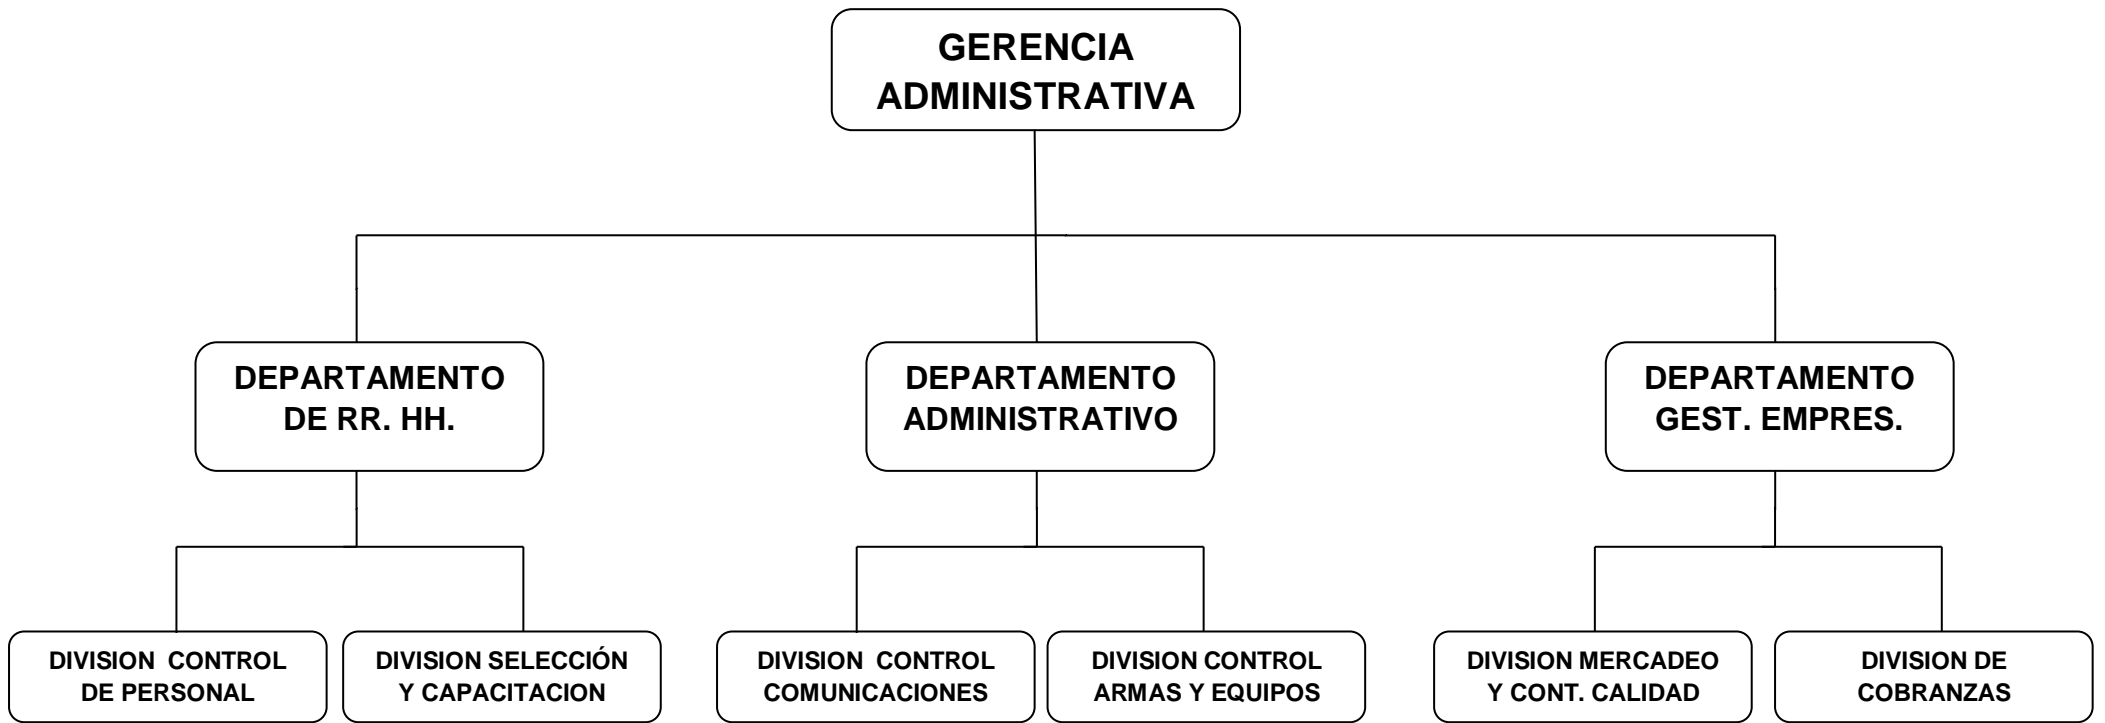 GERENCIA
ADMINISTRATIVA
DEPARTAMENTO
DE RR. HH.
DEPARTAMENTO
ADMINISTRATIVO
DEPARTAMENTO
GEST. EMPRES.
DIVISION CONTROL
DE PERSONAL
DIVISION SELECCIÓN
Y CAPACITACION
DIVISION CONTROL
COMUNICACIONES
DIVISION CONTROL
ARMAS Y EQUIPOS
DIVISION MERCADEO
Y CONT. CALIDAD
DIVISION DE
COBRANZAS